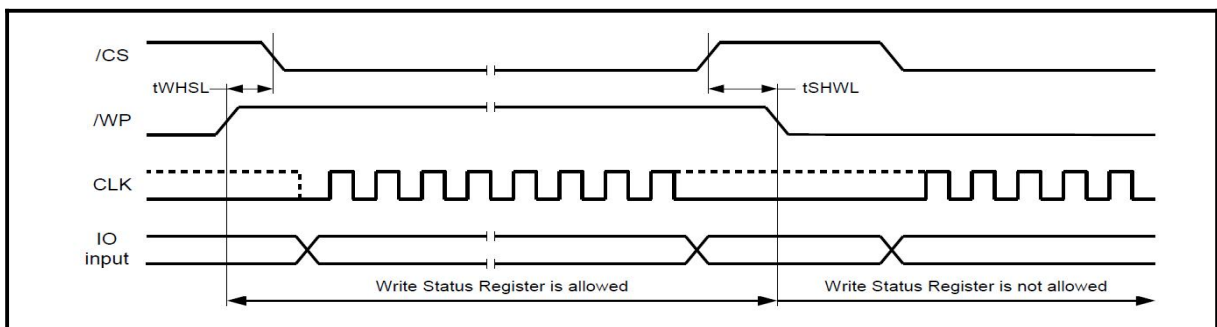 /CS
tWHSL
tSHWL
/WP
CLK
IO
input
Write Status Register is allowed
Write Status Register is not allowed